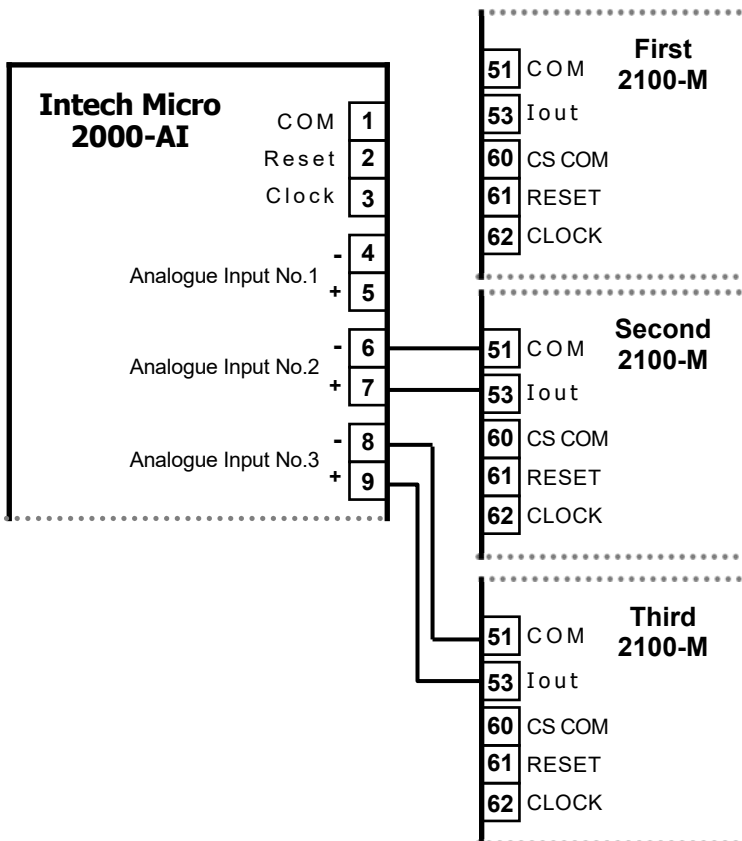 Intech Micro
2000-AI
COM 1
Reset 2
Clock 3
- 4
Analogue Input No.1
+ 5
- 6
Analogue Input No.2
+ 7
- 8
Analogue Input No.3
+ 9
First
2100-M
51 COM
53 Iout
60 CS COM
61 RESET
62 CLOCK
Second
2100-M
51 COM
53 Iout
60 CS COM
61 RESET
62 CLOCK
Third
2100-M
51 COM
53 Iout
60 CS COM
61 RESET
62 CLOCK